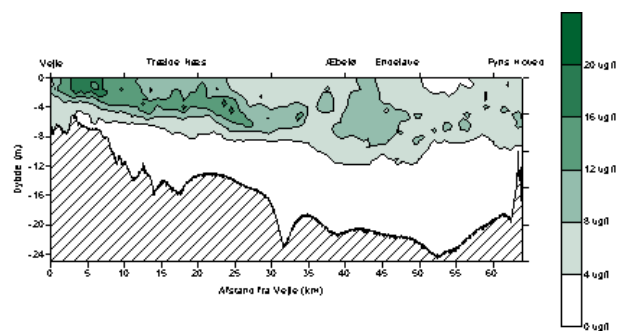 Vejle Trælde Næs Æbelø Endelave Fyns Hoved
0
-4
-8
-12
-16
-20
-24
Dybde (m)
0 5 10 15 20 25 30 35 40 45 50 55 60
Afstand fra Vejle (km)
20 ug/l
16 ug/l
12 ug/l
8 ug/l
4 ug/l
0 ug/l